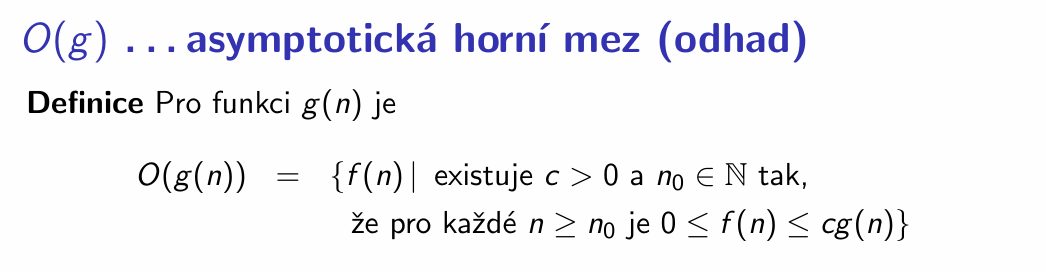 O(g) ... asymptotická horní mez (odhad)
Definice Pro funkci g(n) je
O(g(n)) = {f(n) | existuje c > 0 a n₀ ∈ ℕ tak,
že pro každé n ≥ n₀ je 0 ≤ f(n) ≤ cg(n)}